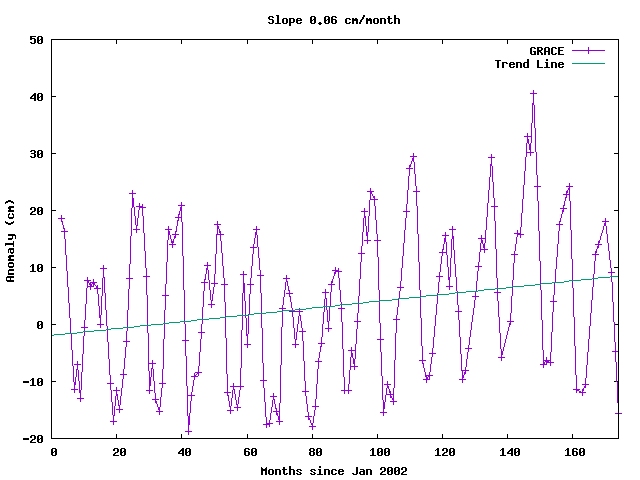 Slope 0.06 cm/month
GRACE
Trend Line
50
40
30
20
10
0
-10
-20
Anomaly (cm)
0 20 40 60 80 100 120 140 160
Months since Jan 2002